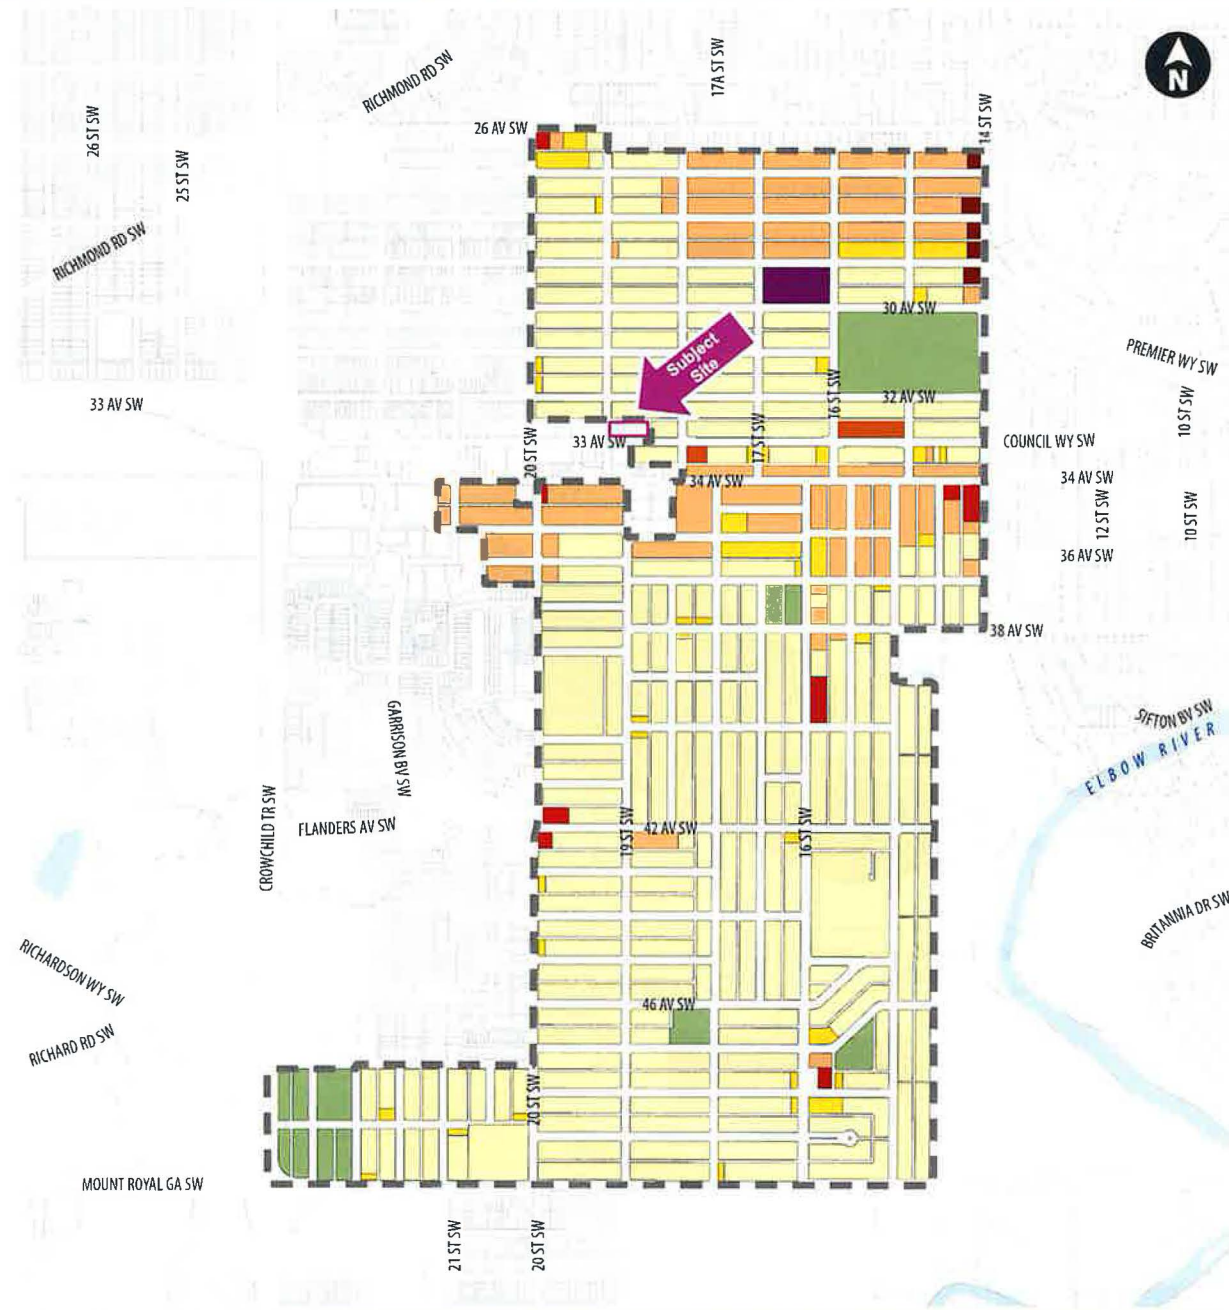 17A ST SW
RICHMOND RD SW
N
26 ST SW
26 AV SW
14 ST SW
25 ST SW
RICHMOND RD SW
30 AV SW
Subject
Site
PREMIER WY SW
16 ST SW
32 AV SW
33 AV SW
10 ST SW
17 ST SW
33 AV SW
20 ST SW
COUNCIL WY SW
34 AV SW
34 AV SW
12 ST SW
10 ST SW
36 AV SW
38 AV SW
GARRISON BV SW
SIFTON BV SW
ELBOW RIVER
CROWCHILD TR SW
FLANDERS AV SW
19 ST SW
42 AV SW
16 ST SW
BRITANNIA DR SW
RICHARDSON WY SW
46 AV SW
RICHARD RD SW
20 ST SW
MOUNT ROYAL GA SW
21 ST SW
20 ST SW